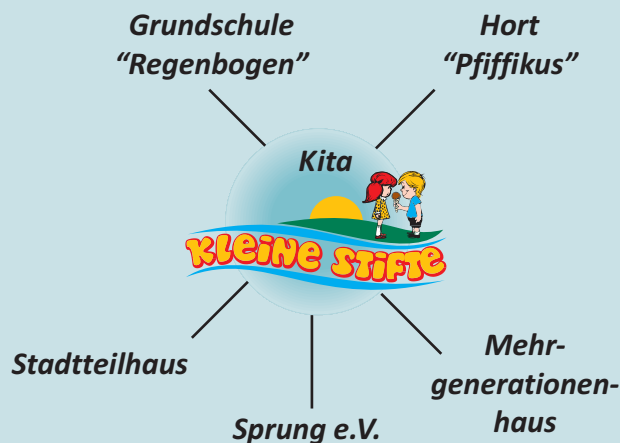 Grundschule
“Regenbogen”
Hort
“Pfiffikus”
Kita
KLEINE STIFTE
Stadtteilhaus
Sprung e.V.
Mehr-
generationen-
haus